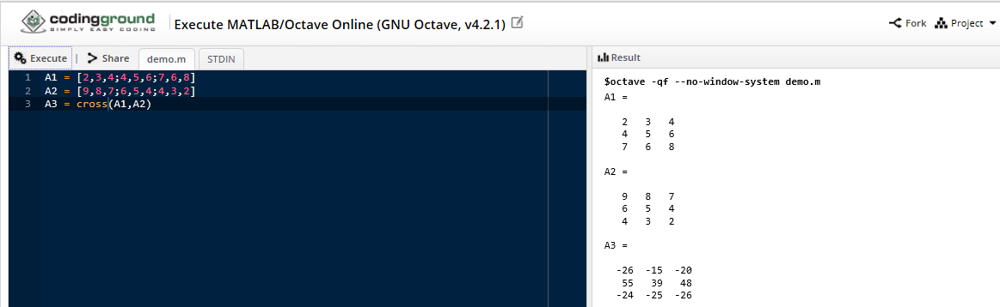 codingground
SIMPLY EASY CODING
Execute MATLAB/Octave Online (GNU Octave, v4.2.1)
Fork Project
Execute | Share demo.m STDIN
1 A1 = [2,3,4;4,5,6;7,6,8]
2 A2 = [9,8,7;6,5,4;4,3,2]
3 A3 = cross(A1,A2)
Result
$octave -qf --no-window-system demo.m
A1 =
2 3 4
4 5 6
7 6 8
A2 =
9 8 7
6 5 4
4 3 2
A3 =
-26 -15 -20
55 39 48
-24 -25 -26